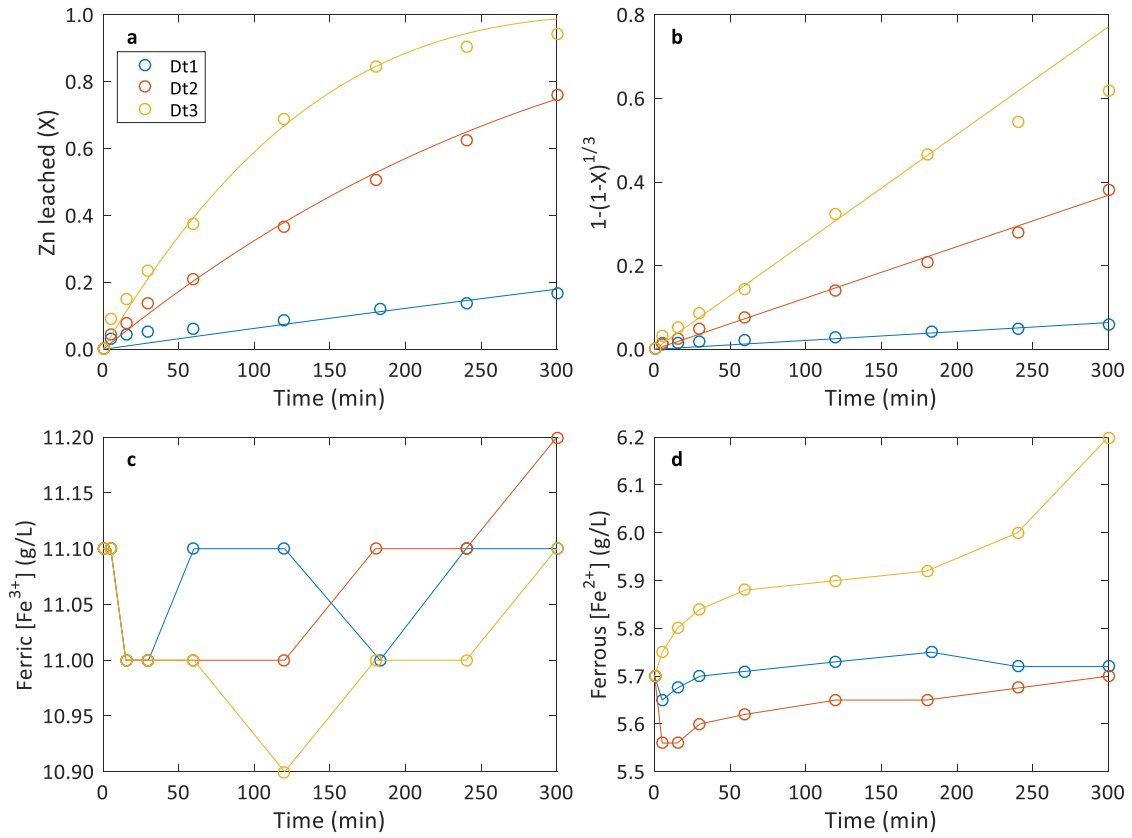 a
Dt1
Dt2
Dt3
Zn leached (X)
1.0
0.8
0.6
0.4
0.2
0.0
0 50 100 150 200 250 300
Time (min)
b
1-(1-X)^1/3
0.8
0.6
0.4
0.2
0.0
0 50 100 150 200 250 300
Time (min)
c
Ferric [Fe³⁺] (g/L)
11.20
11.15
11.10
11.05
11.00
10.95
10.90
0 50 100 150 200 250 300
Time (min)
d
Ferrous [Fe²⁺] (g/L)
6.2
6.1
6.0
5.9
5.8
5.7
5.6
5.5
0 50 100 150 200 250 300
Time (min)